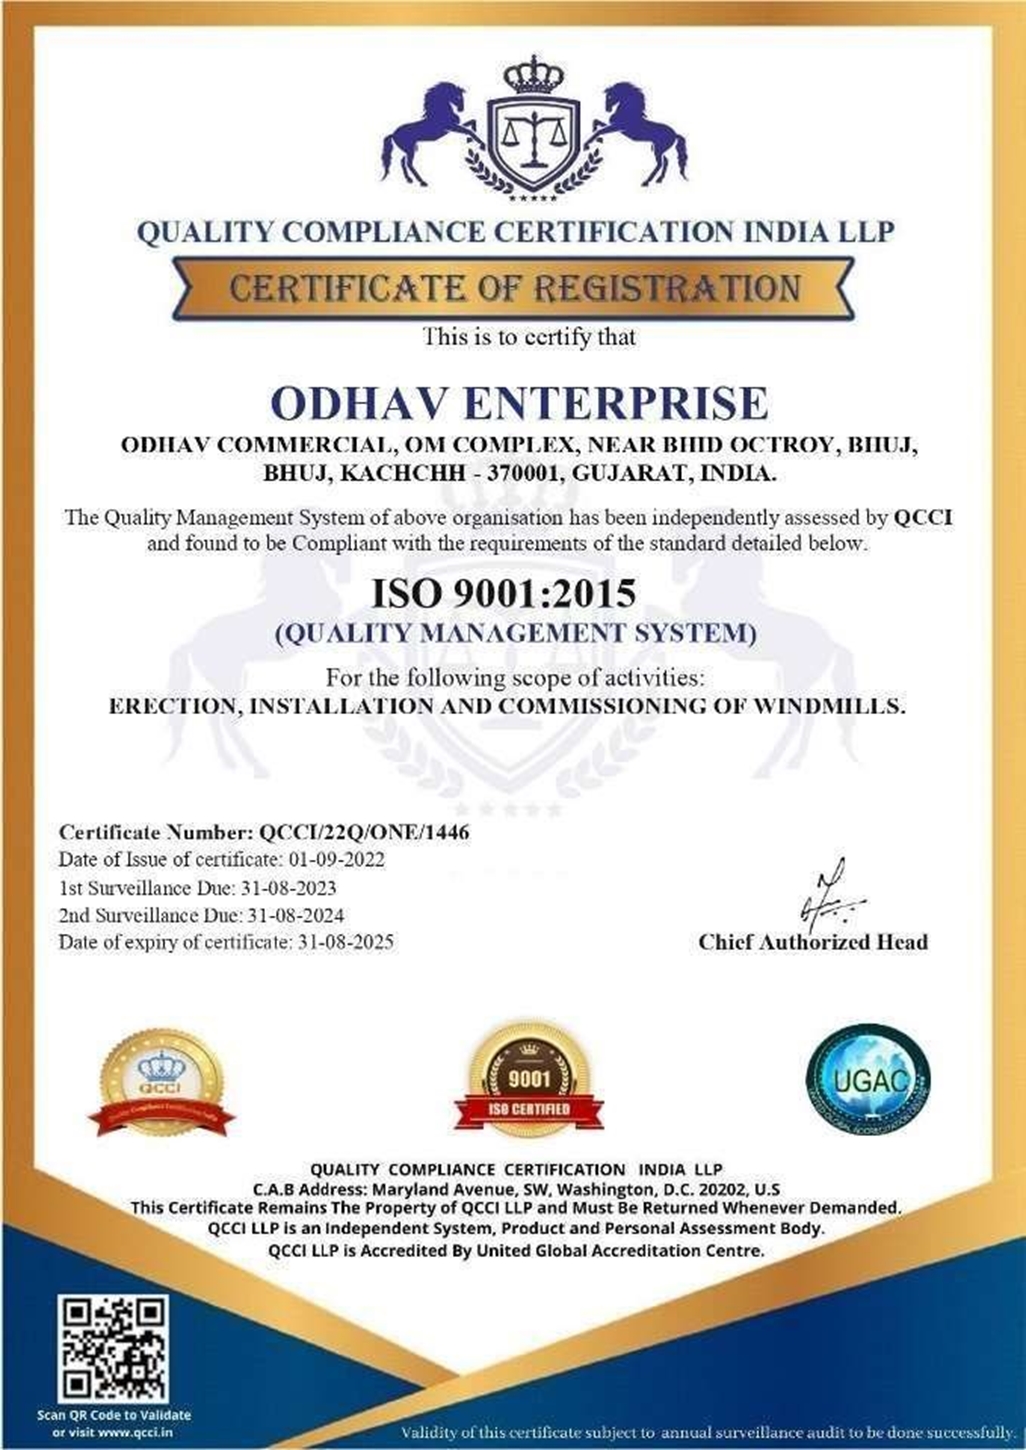 QUALITY COMPLIANCE CERTIFICATION INDIA LLP
CERTIFICATE OF REGISTRATION
This is to certify that
ODHAV ENTERPRISE
ODHAV COMMERCIAL, OM COMPLEX, NEAR BHID OCTROY, BHUJ,
BHUJ, KACHCHH - 370001, GUJARAT, INDIA.
The Quality Management System of above organisation has been independently assessed by QCCI
and found to be Compliant with the requirements of the standard detailed below.
ISO 9001:2015
(QUALITY MANAGEMENT SYSTEM)
For the following scope of activities:
ERECTION, INSTALLATION AND COMMISSIONING OF WINDMILLS.
Certificate Number: QCCI/22Q/ONE/1446
Date of Issue of certificate: 01-09-2022
1st Surveillance Due: 31-08-2023
2nd Surveillance Due: 31-08-2024
Date of expiry of certificate: 31-08-2025
Chief Authorized Head
QCCI
Quality Compliance Certification India
9001
ISO CERTIFIED
UGAC
QUALITY COMPLIANCE CERTIFICATION INDIA LLP
C.A.B Address: Maryland Avenue, SW, Washington, D.C. 20202, U.S
This Certificate Remains The Property of QCCI LLP and Must Be Returned Whenever Demanded.
QCCI LLP is an Independent System, Product and Personal Assessment Body.
QCCI LLP is Accredited By United Global Accreditation Centre.
Scan QR Code to Validate
or visit www.qcci.in
Validity of this certificate subject to annual surveillance audit to be done successfully.